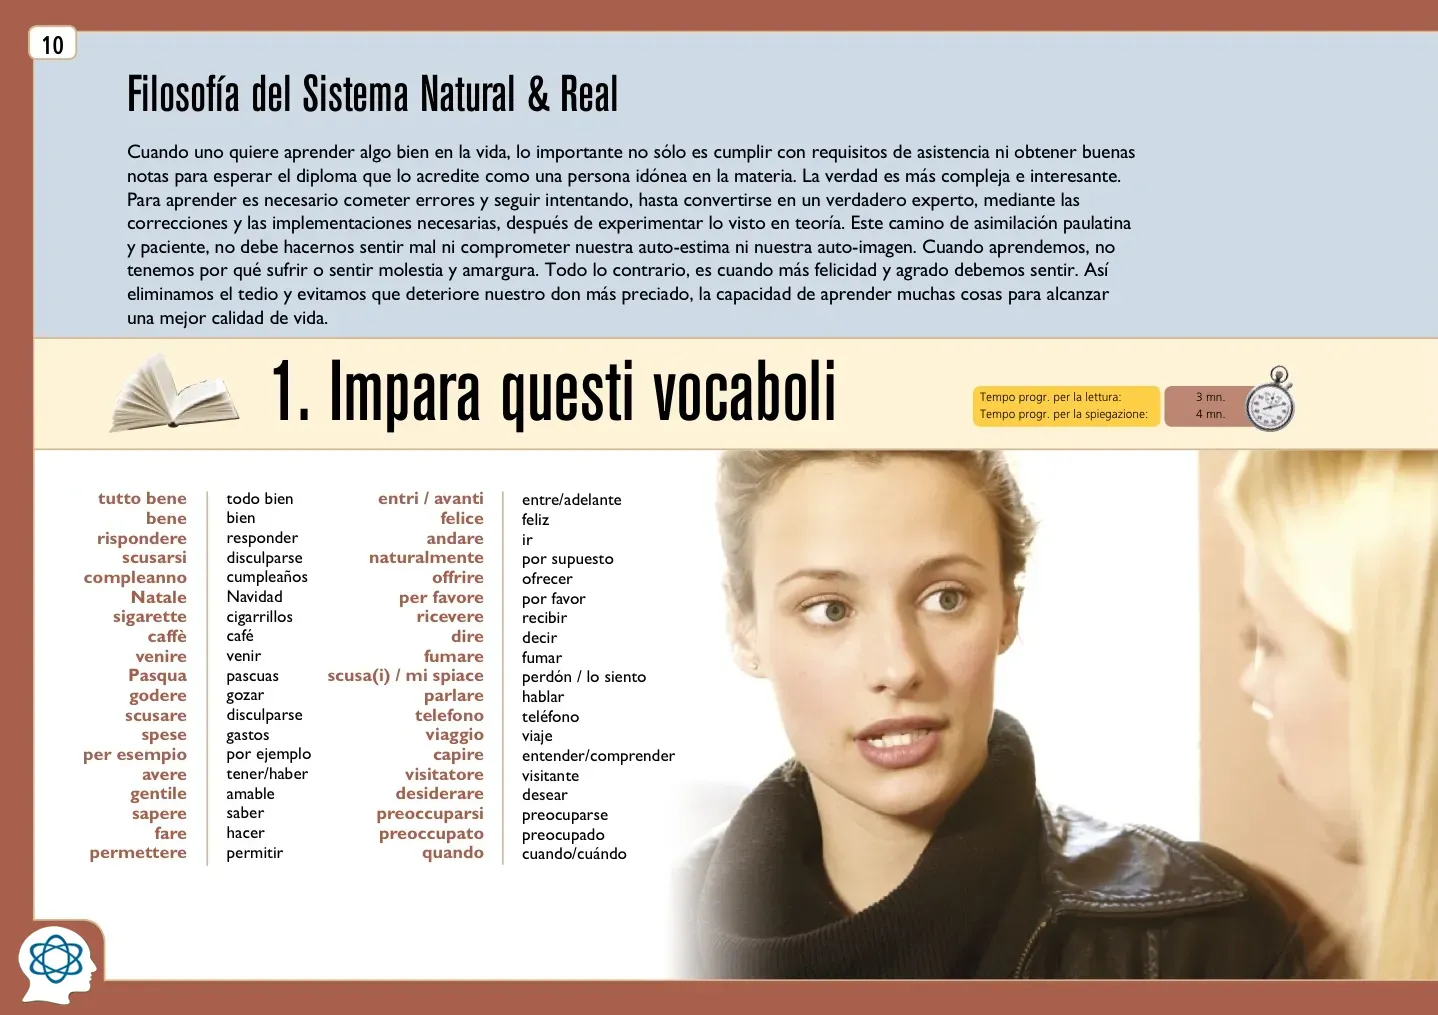 10
Filosofía del Sistema Natural & Real
Cuando uno quiere aprender algo bien en la vida, lo importante no sólo es cumplir con requisitos de asistencia ni obtener buenas
notas para esperar el diploma que lo acredite como una persona idónea en la materia. La verdad es más compleja e interesante.
Para aprender es necesario cometer errores y seguir intentando, hasta convertirse en un verdadero experto, mediante las
correcciones y las implementaciones necesarias, después de experimentar lo visto en teoría. Este camino de asimilación paulatina
y paciente, no debe hacernos sentir mal ni comprometer nuestra auto-estima ni nuestra auto-imagen. Cuando aprendemos, no
tenemos por qué sufrir o sentir molestia y amargura. Todo lo contrario, es cuando más felicidad y agrado debemos sentir. Así
eliminamos el tedio y evitamos que deteriore nuestro don más preciado, la capacidad de aprender muchas cosas para alcanzar
una mejor calidad de vida.
1. Impara questi vocaboli
Tempo progr. per la lettura: 3 mn.
Tempo progr. per la spiegazione: 4 mn.
tutto bene todo bien
bene bien
rispondere responder
scusarsi disculparse
compleanno cumpleaños
Natale Navidad
sigarette cigarrillos
caffè café
venire venir
Pasqua pascuas
godere gozar
scusare disculparse
spese gastos
per esempio por ejemplo
avere tener/haber
gentile amable
sapere saber
fare hacer
permettere permitir
entri / avanti entre/adelante
felice feliz
andare ir
naturalmente por supuesto
offrire ofrecer
per favore por favor
ricevere recibir
dire decir
fumare fumar
scusa(i) / mi spiace perdón / lo siento
parlare hablar
telefono teléfono
viaggio viaje
capire entender/comprender
visitatore visitante
desiderare desear
preoccuparsi preocuparse
preoccupato preocupado
quando cuando/cuándo